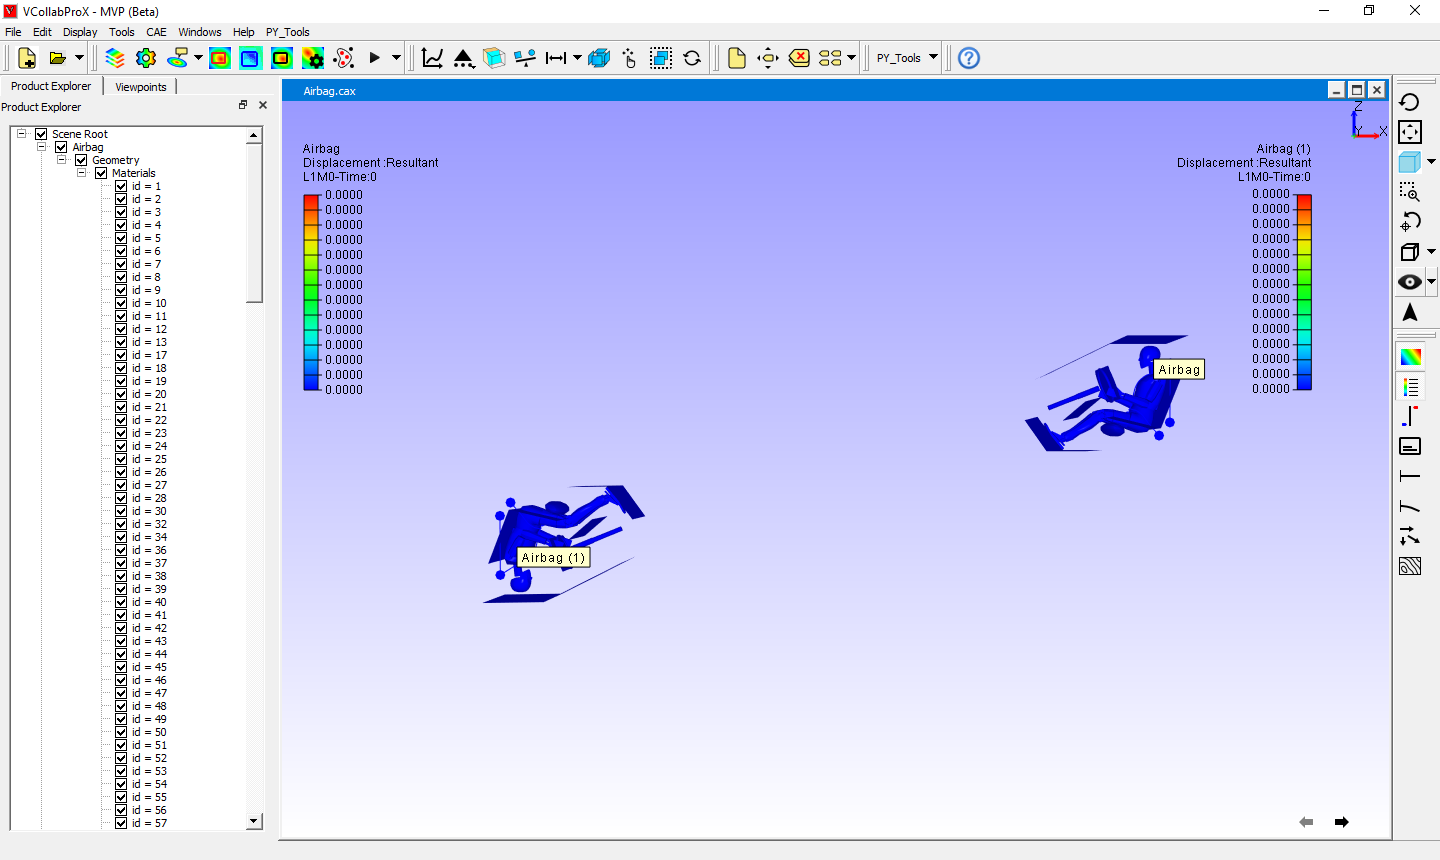 VCollabProX - MVP (Beta)
File Edit Display Tools CAE Windows Help PY_Tools
PY_Tools
Product Explorer Viewpoints
Product Explorer
Scene Root
Airbag
Geometry
Materials
id = 1
id = 2
id = 3
id = 4
id = 5
id = 6
id = 7
id = 8
id = 9
id = 10
id = 11
id = 12
id = 13
id = 17
id = 18
id = 19
id = 20
id = 21
id = 22
id = 23
id = 24
id = 25
id = 26
id = 27
id = 28
id = 30
id = 32
id = 34
id = 36
id = 37
id = 38
id = 39
id = 40
id = 41
id = 42
id = 43
id = 44
id = 45
id = 46
id = 47
id = 48
id = 49
id = 50
id = 51
id = 52
id = 53
id = 54
id = 55
id = 56
id = 57
Airbag.cax
Airbag
Displacement :Resultant
L1M0-Time:0
0.0000
0.0000
0.0000
0.0000
0.0000
0.0000
0.0000
0.0000
0.0000
0.0000
0.0000
0.0000
0.0000
0.0000
Z
Y X
Airbag (1)
Displacement :Resultant
L1M0-Time:0
0.0000
0.0000
0.0000
0.0000
0.0000
0.0000
0.0000
0.0000
0.0000
0.0000
0.0000
0.0000
0.0000
0.0000
Airbag
Airbag (1)